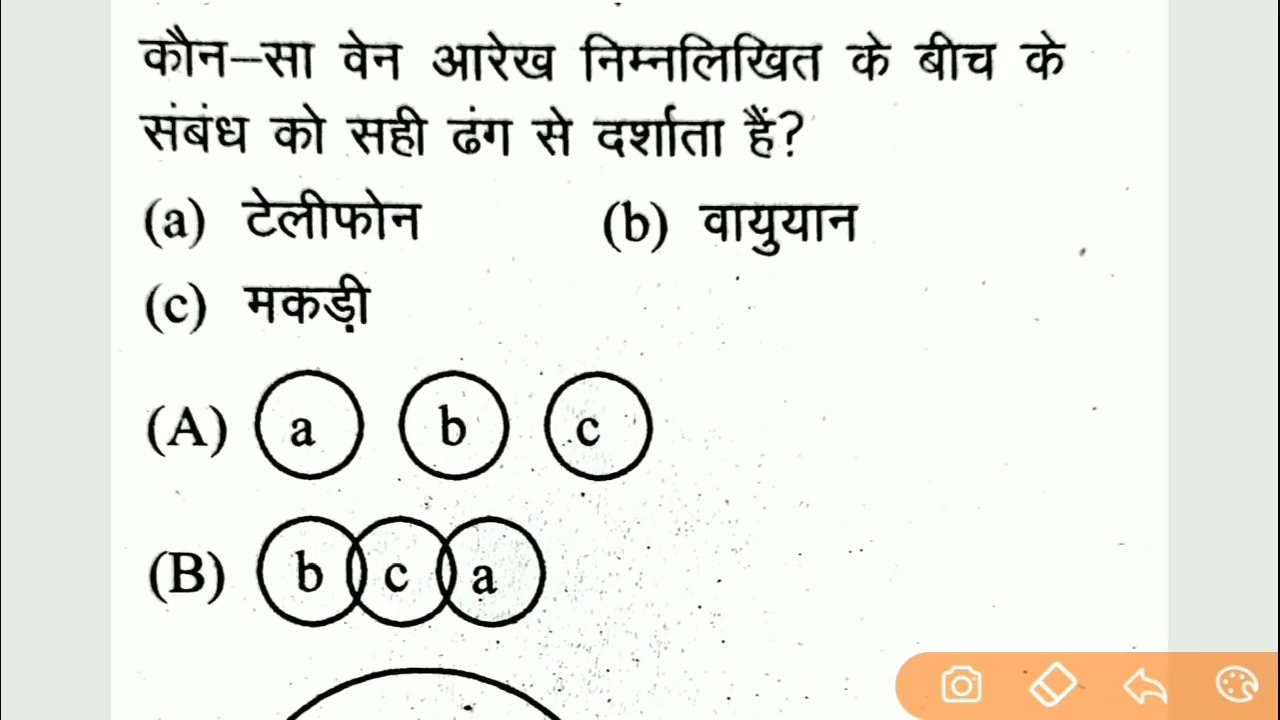 कौन–सा वेन आरेख निम्नलिखित के बीच के
संबंध को सही ढंग से दर्शाता हैं?
(a) टेलीफोन (b) वायुयान
(c) मकड़ी
(A) a b c
(B) b c a